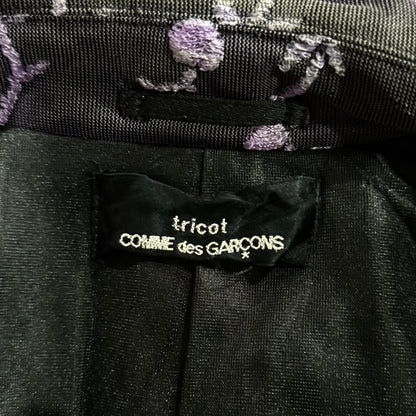 tricot
COMME des GARÇONS
*